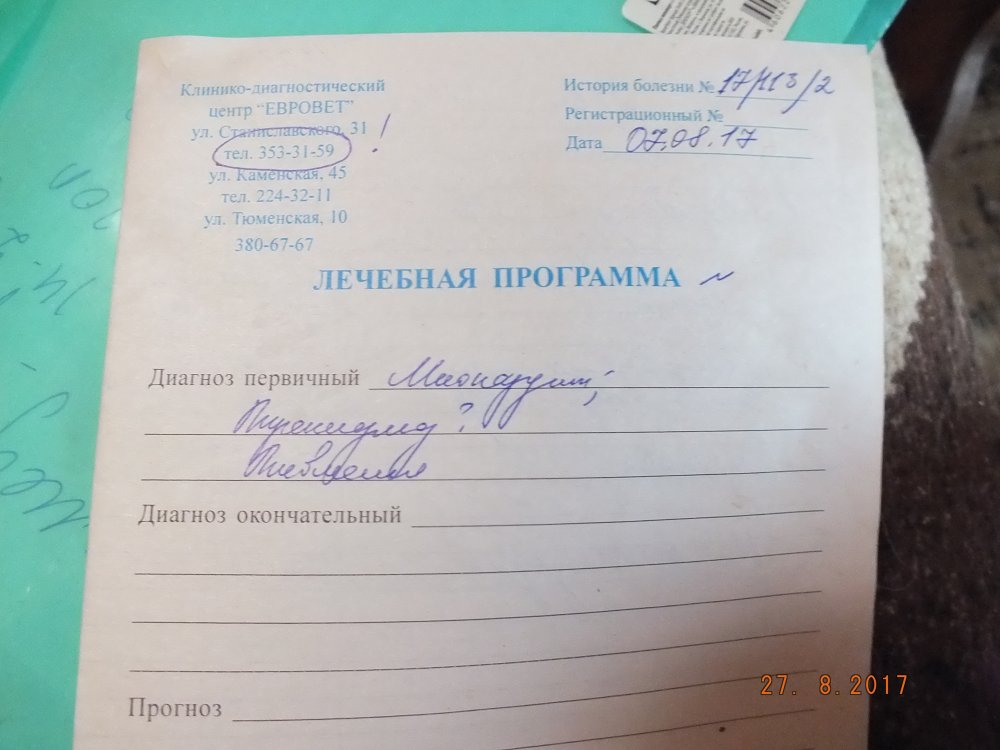 Клинико-диагностический
центр "ЕВРОВЕТ"
ул. Станиславского, 31 !
тел. 353-31-59
ул. Каменская, 45
тел. 224-32-11
ул. Тюменская, 10
380-67-67
История болезни № 17113/2
Регистрационный №
Дата 07.08.17
ЛЕЧЕБНАЯ ПРОГРАММА
Диагноз первичный Миокардит;
?
Пневмония
Диагноз окончательный
Прогноз
27. 8.2017